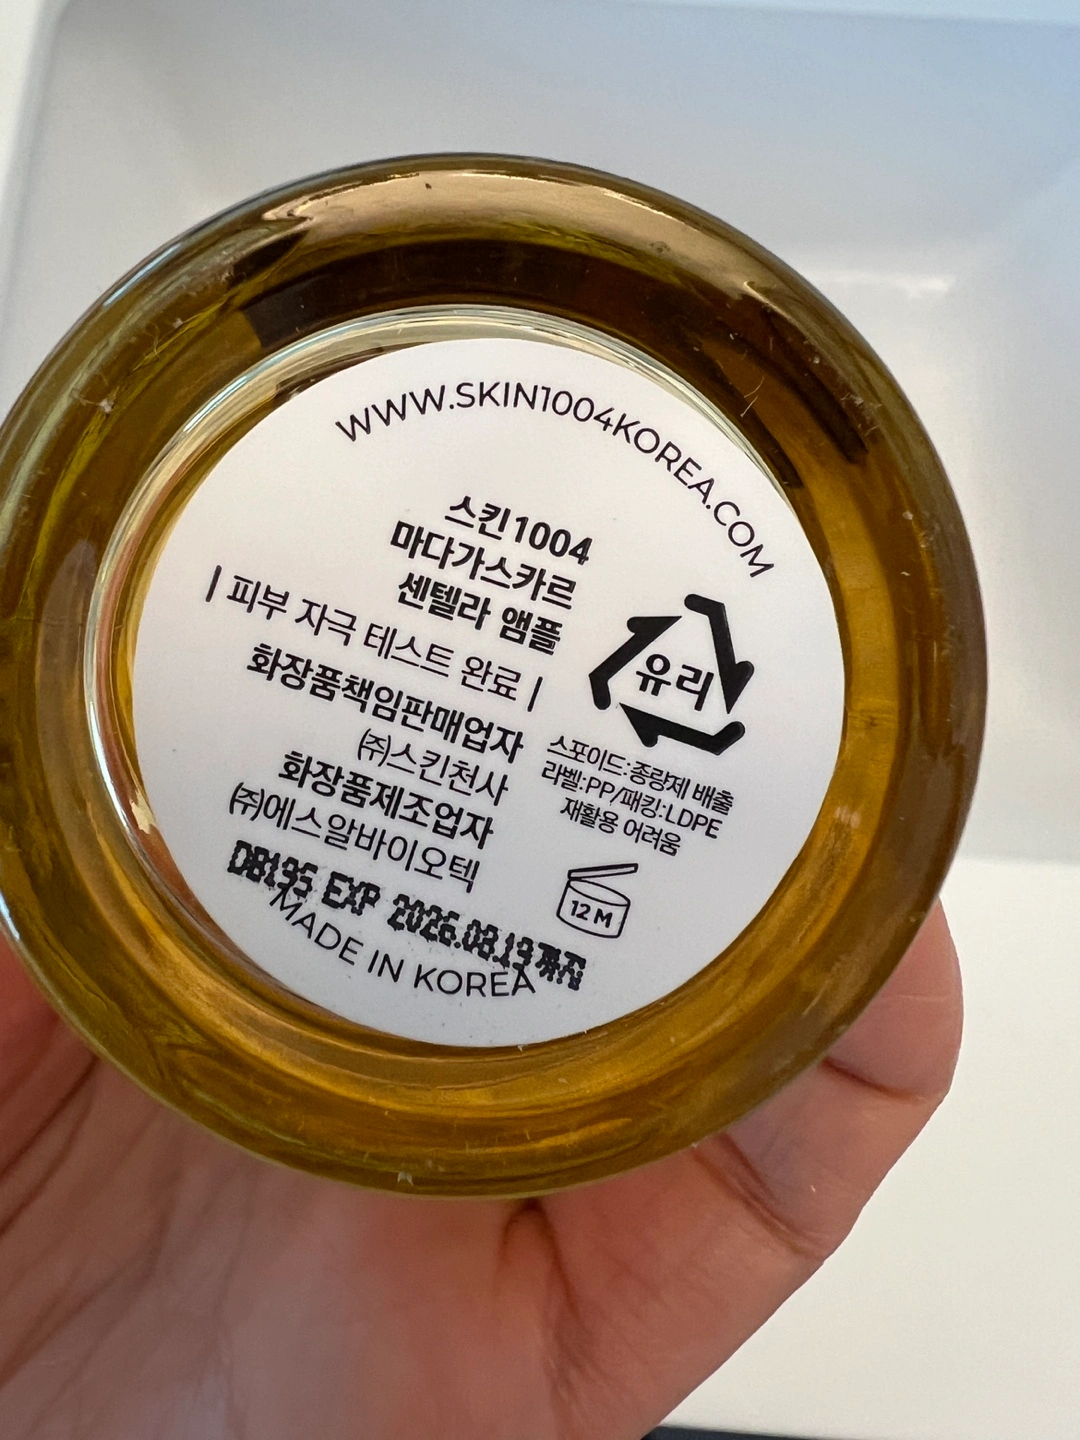 WWW.SKIN1004KOREA.COM
스킨1004
마다가스카르
센텔라 앰플
| 피부 자극 테스트 완료 |
화장품책임판매업자
㈜스킨천사
화장품제조업자
㈜에스알바이오텍
DB195 EXP 2026.08.19까지
MADE IN KOREA
유리
스포이드:종량제 배출
라벨:PP/패킹:LDPE
재활용 어려움
12 M